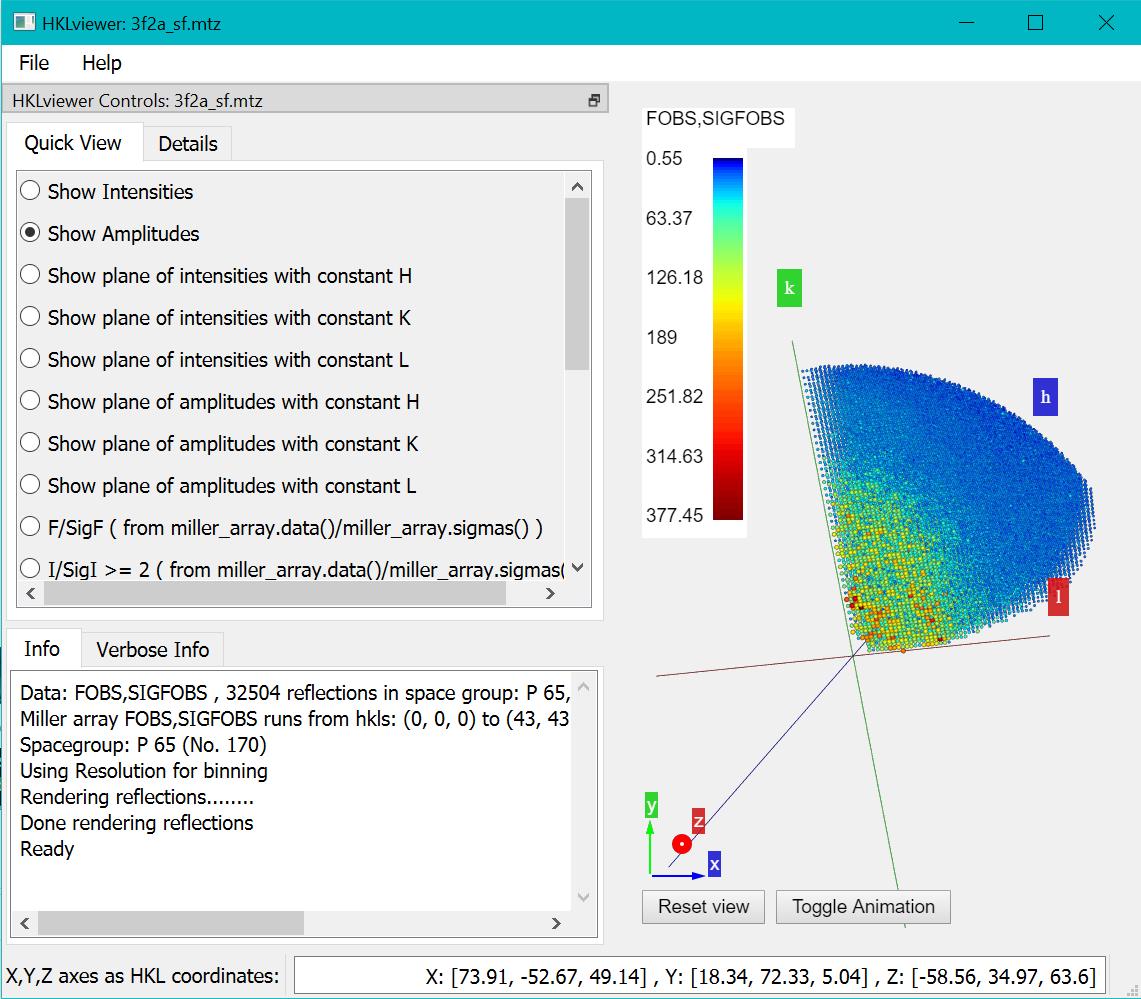 HKLviewer: 3f2a_sf.mtz
File Help
HKLviewer Controls: 3f2a_sf.mtz
Quick View Details
Show Intensities
Show Amplitudes
Show plane of intensities with constant H
Show plane of intensities with constant K
Show plane of intensities with constant L
Show plane of amplitudes with constant H
Show plane of amplitudes with constant K
Show plane of amplitudes with constant L
F/SigF ( from miller_array.data()/miller_array.sigmas() )
I/SigI >= 2 ( from miller_array.data()/miller_array.sigmas(
Info Verbose Info
Data: FOBS,SIGFOBS , 32504 reflections in space group: P 65,
Miller array FOBS,SIGFOBS runs from hkls: (0, 0, 0) to (43, 43
Spacegroup: P 65 (No. 170)
Using Resolution for binning
Rendering reflections........
Done rendering reflections
Ready
FOBS,SIGFOBS
0.55
63.37
126.18
189
251.82
314.63
377.45
k
h
l
y
z
x
Reset view Toggle Animation
X,Y,Z axes as HKL coordinates: X: [73.91, -52.67, 49.14] , Y: [18.34, 72.33, 5.04] , Z: [-58.56, 34.97, 63.6]